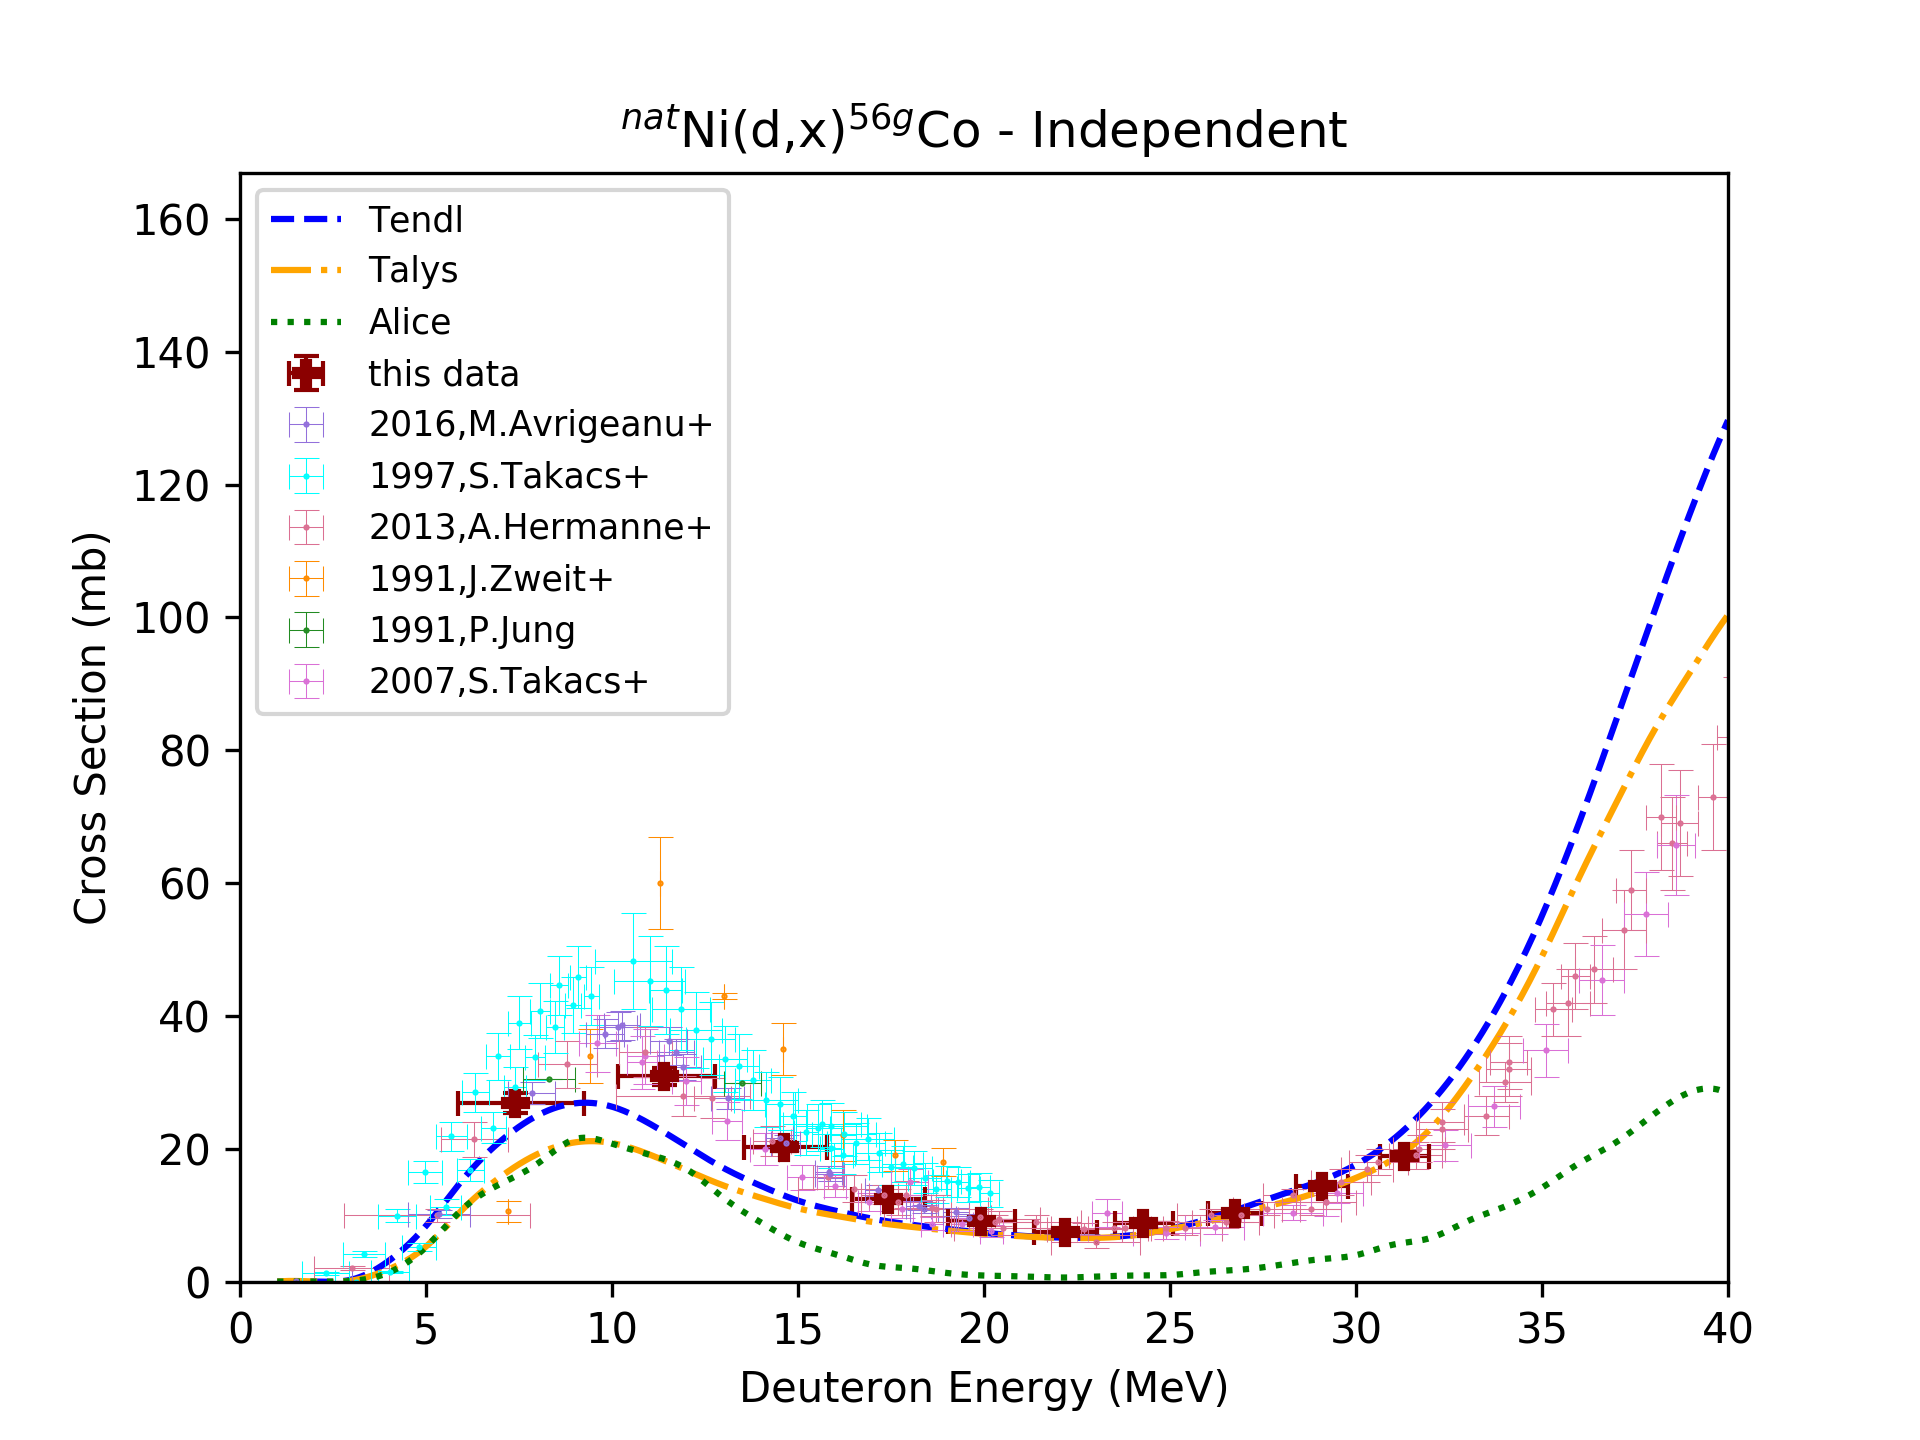 natNi(d,x)56gCo - Independent
Tendl
Talys
Alice
this data
2016,M.Avrigeanu+
1997,S.Takacs+
2013,A.Hermanne+
1991,J.Zweit+
1991,P.Jung
2007,S.Takacs+
Cross Section (mb)
160
140
120
100
80
60
40
20
0
0 5 10 15 20 25 30 35 40
Deuteron Energy (MeV)